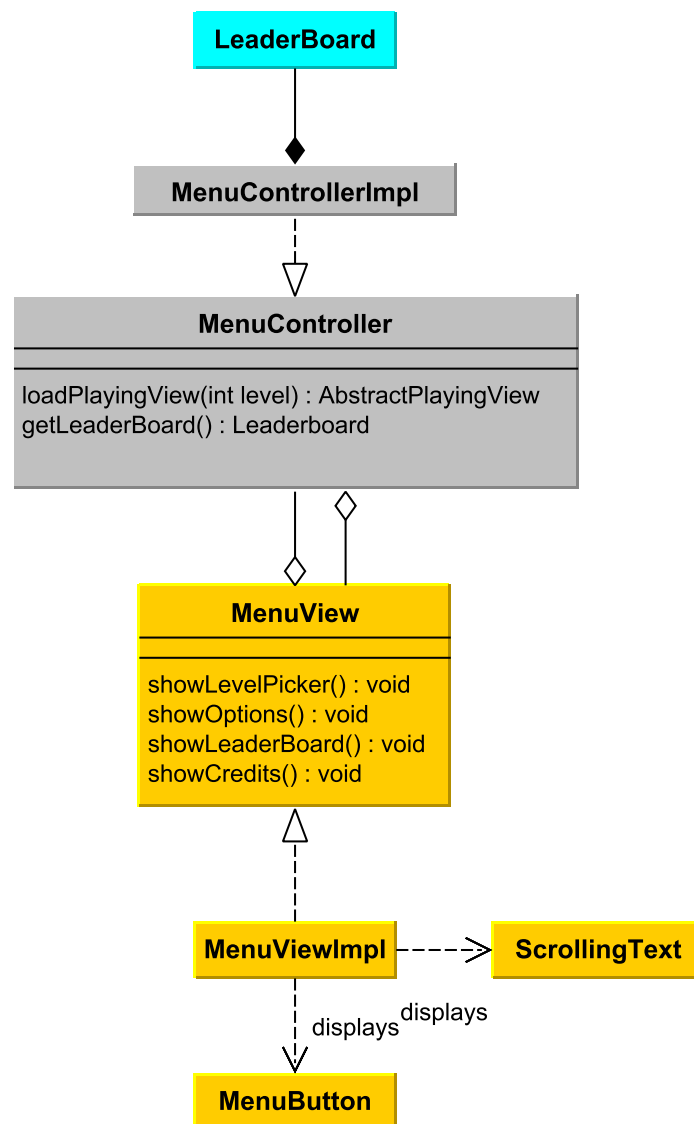 LeaderBoard
MenuControllerImpl
MenuController
loadPlayingView(int level) : AbstractPlayingView
getLeaderBoard() : Leaderboard
MenuView
showLevelPicker() : void
showOptions() : void
showLeaderBoard() : void
showCredits() : void
MenuViewImpl
ScrollingText
displays
displays
MenuButton